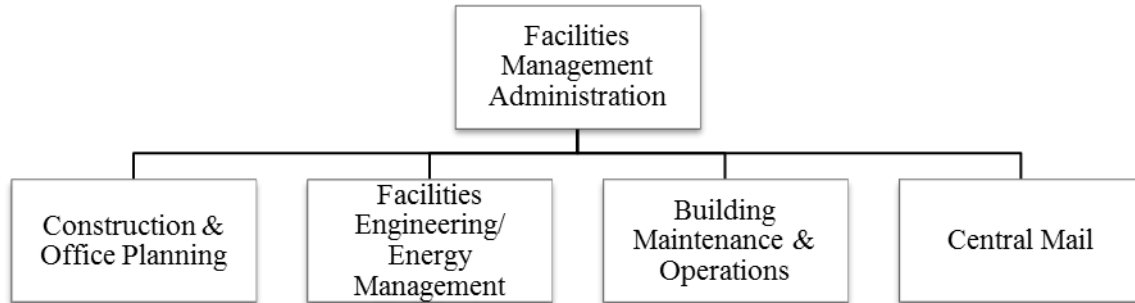 Facilities
Management
Administration
Construction &
Office Planning
Facilities
Engineering/
Energy
Management
Building
Maintenance &
Operations
Central Mail